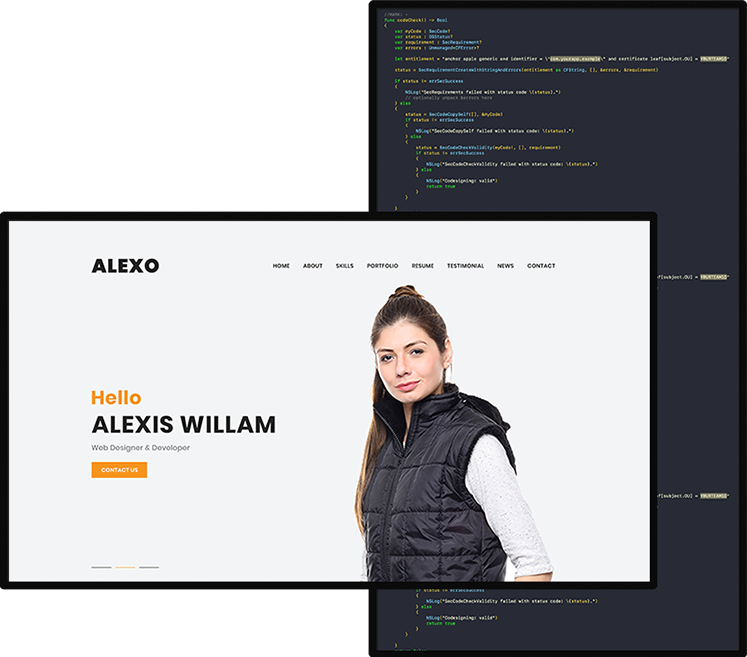 //MARK: -
func codeCheck() -> Bool
{
var myCode : SecCode?
var status : OSStatus?
var requirement : SecRequirement?
var errors : Unmanaged<CFError>?
let entitlement = "anchor apple generic and identifier = \"com.yourapp.example\" and certificate leaf[subject.OU] = YOURTEAMID"
status = SecRequirementCreateWithStringAndErrors(entitlement as CFString, [], &errors, &requirement)
if status != errSecSuccess
{
NSLog("SecRequirements failed with status code \(status).")
// optionally unpack &errors here
} else
{
status = SecCodeCopySelf([], &myCode)
if status != errSecSuccess
{
NSLog("SecCodeCopySelf failed with status code: \(status).")
} else
{
status = SecCodeCheckValidity(myCode!, [], requirement)
if status != errSecSuccess
{
NSLog("SecCodeCheckValidity failed with status code: \(status).")
} else
{
NSLog("Codesigning: valid")
return true
}
}
}
ALEXO
HOME ABOUT SKILLS PORTFOLIO RESUME TESTIMONIAL NEWS CONTACT
af[subject.OU] = YOURTEAMID"
Hello
ALEXIS WILLAM
Web Designer & Developer
CONTACT US
af[subject.OU] = YOURTEAMID"
if status != errSecSuccess
{
NSLog("SecCodeCheckValidity failed with status code: \(status).")
} else
{
NSLog("Codesigning: valid")
return true
}
}
}